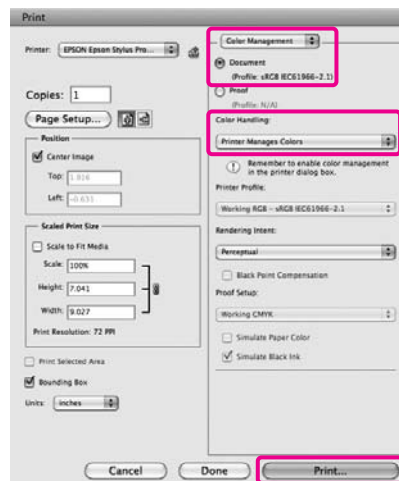 Print
Printer: EPSON Epson Stylus Pro...
Copies: 1
Page Setup...
Position
Center Image
Top: 1.916
Left: -0.631
Scaled Print Size
Scale to Fit Media
Scale: 100%
Height: 7.041
Width: 9.027
Print Resolution: 72 PPI
Print Selected Area
Bounding Box
Units: inches
Color Management
Document
(Profile: sRGB IEC61966-2.1)
Proof
(Profile: N/A)
Color Handling:
Printer Manages Colors
Remember to enable color management
in the printer dialog box.
Printer Profile:
Working RGB - sRGB IEC61966-2.1
Rendering Intent:
Perceptual
Black Point Compensation
Proof Setup:
Working CMYK
Simulate Paper Color
Simulate Black Ink
Cancel
Done
Print...